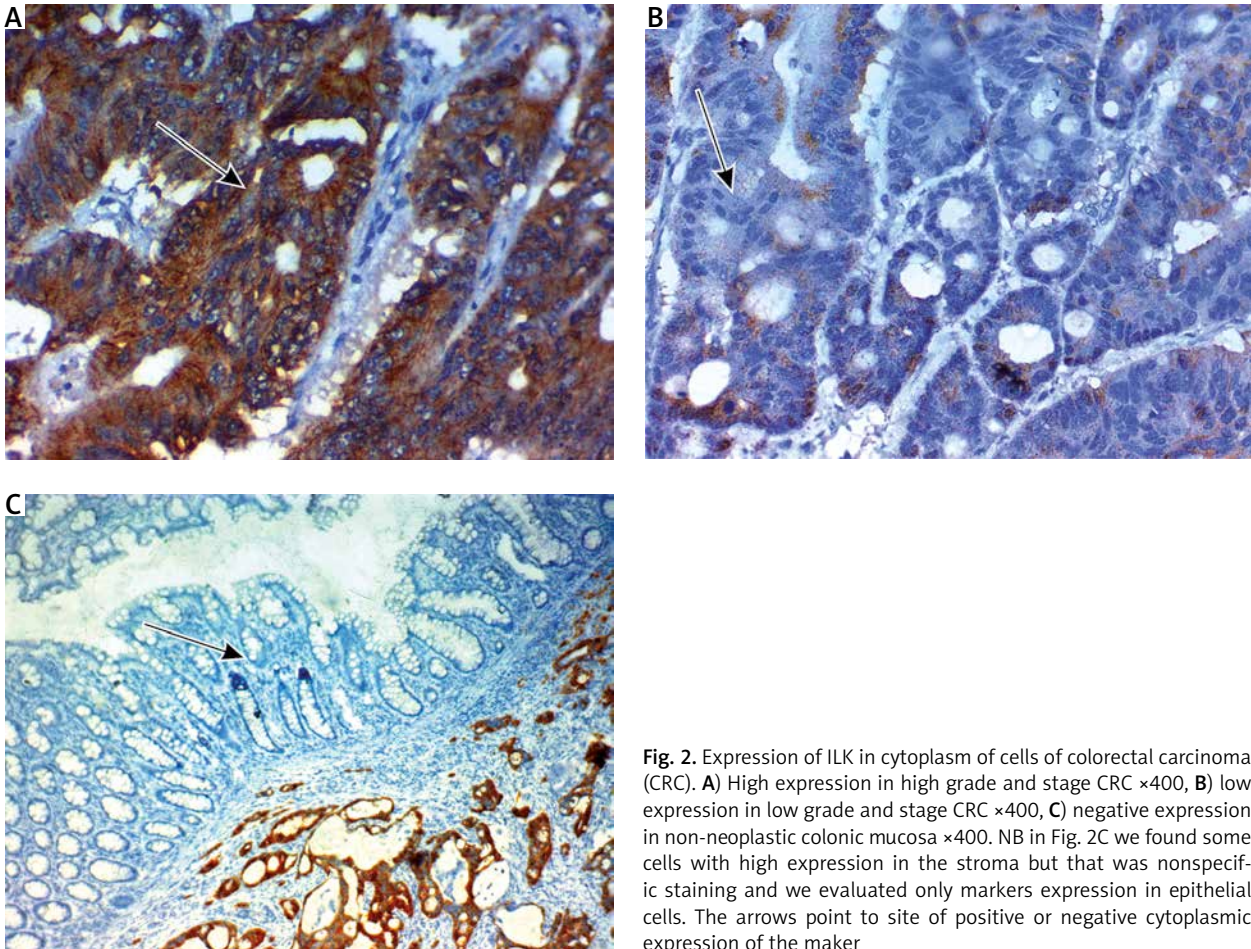 A
B
C
Fig. 2. Expression of ILK in cytoplasm of cells of colorectal carcinoma
(CRC). A) High expression in high grade and stage CRC ×400, B) low
expression in low grade and stage CRC ×400, C) negative expression
in non-neoplastic colonic mucosa ×400. NB in Fig. 2C we found some
cells with high expression in the stroma but that was nonspecif-
ic staining and we evaluated only markers expression in epithelial
cells. The arrows point to site of positive or negative cytoplasmic
expression of the maker